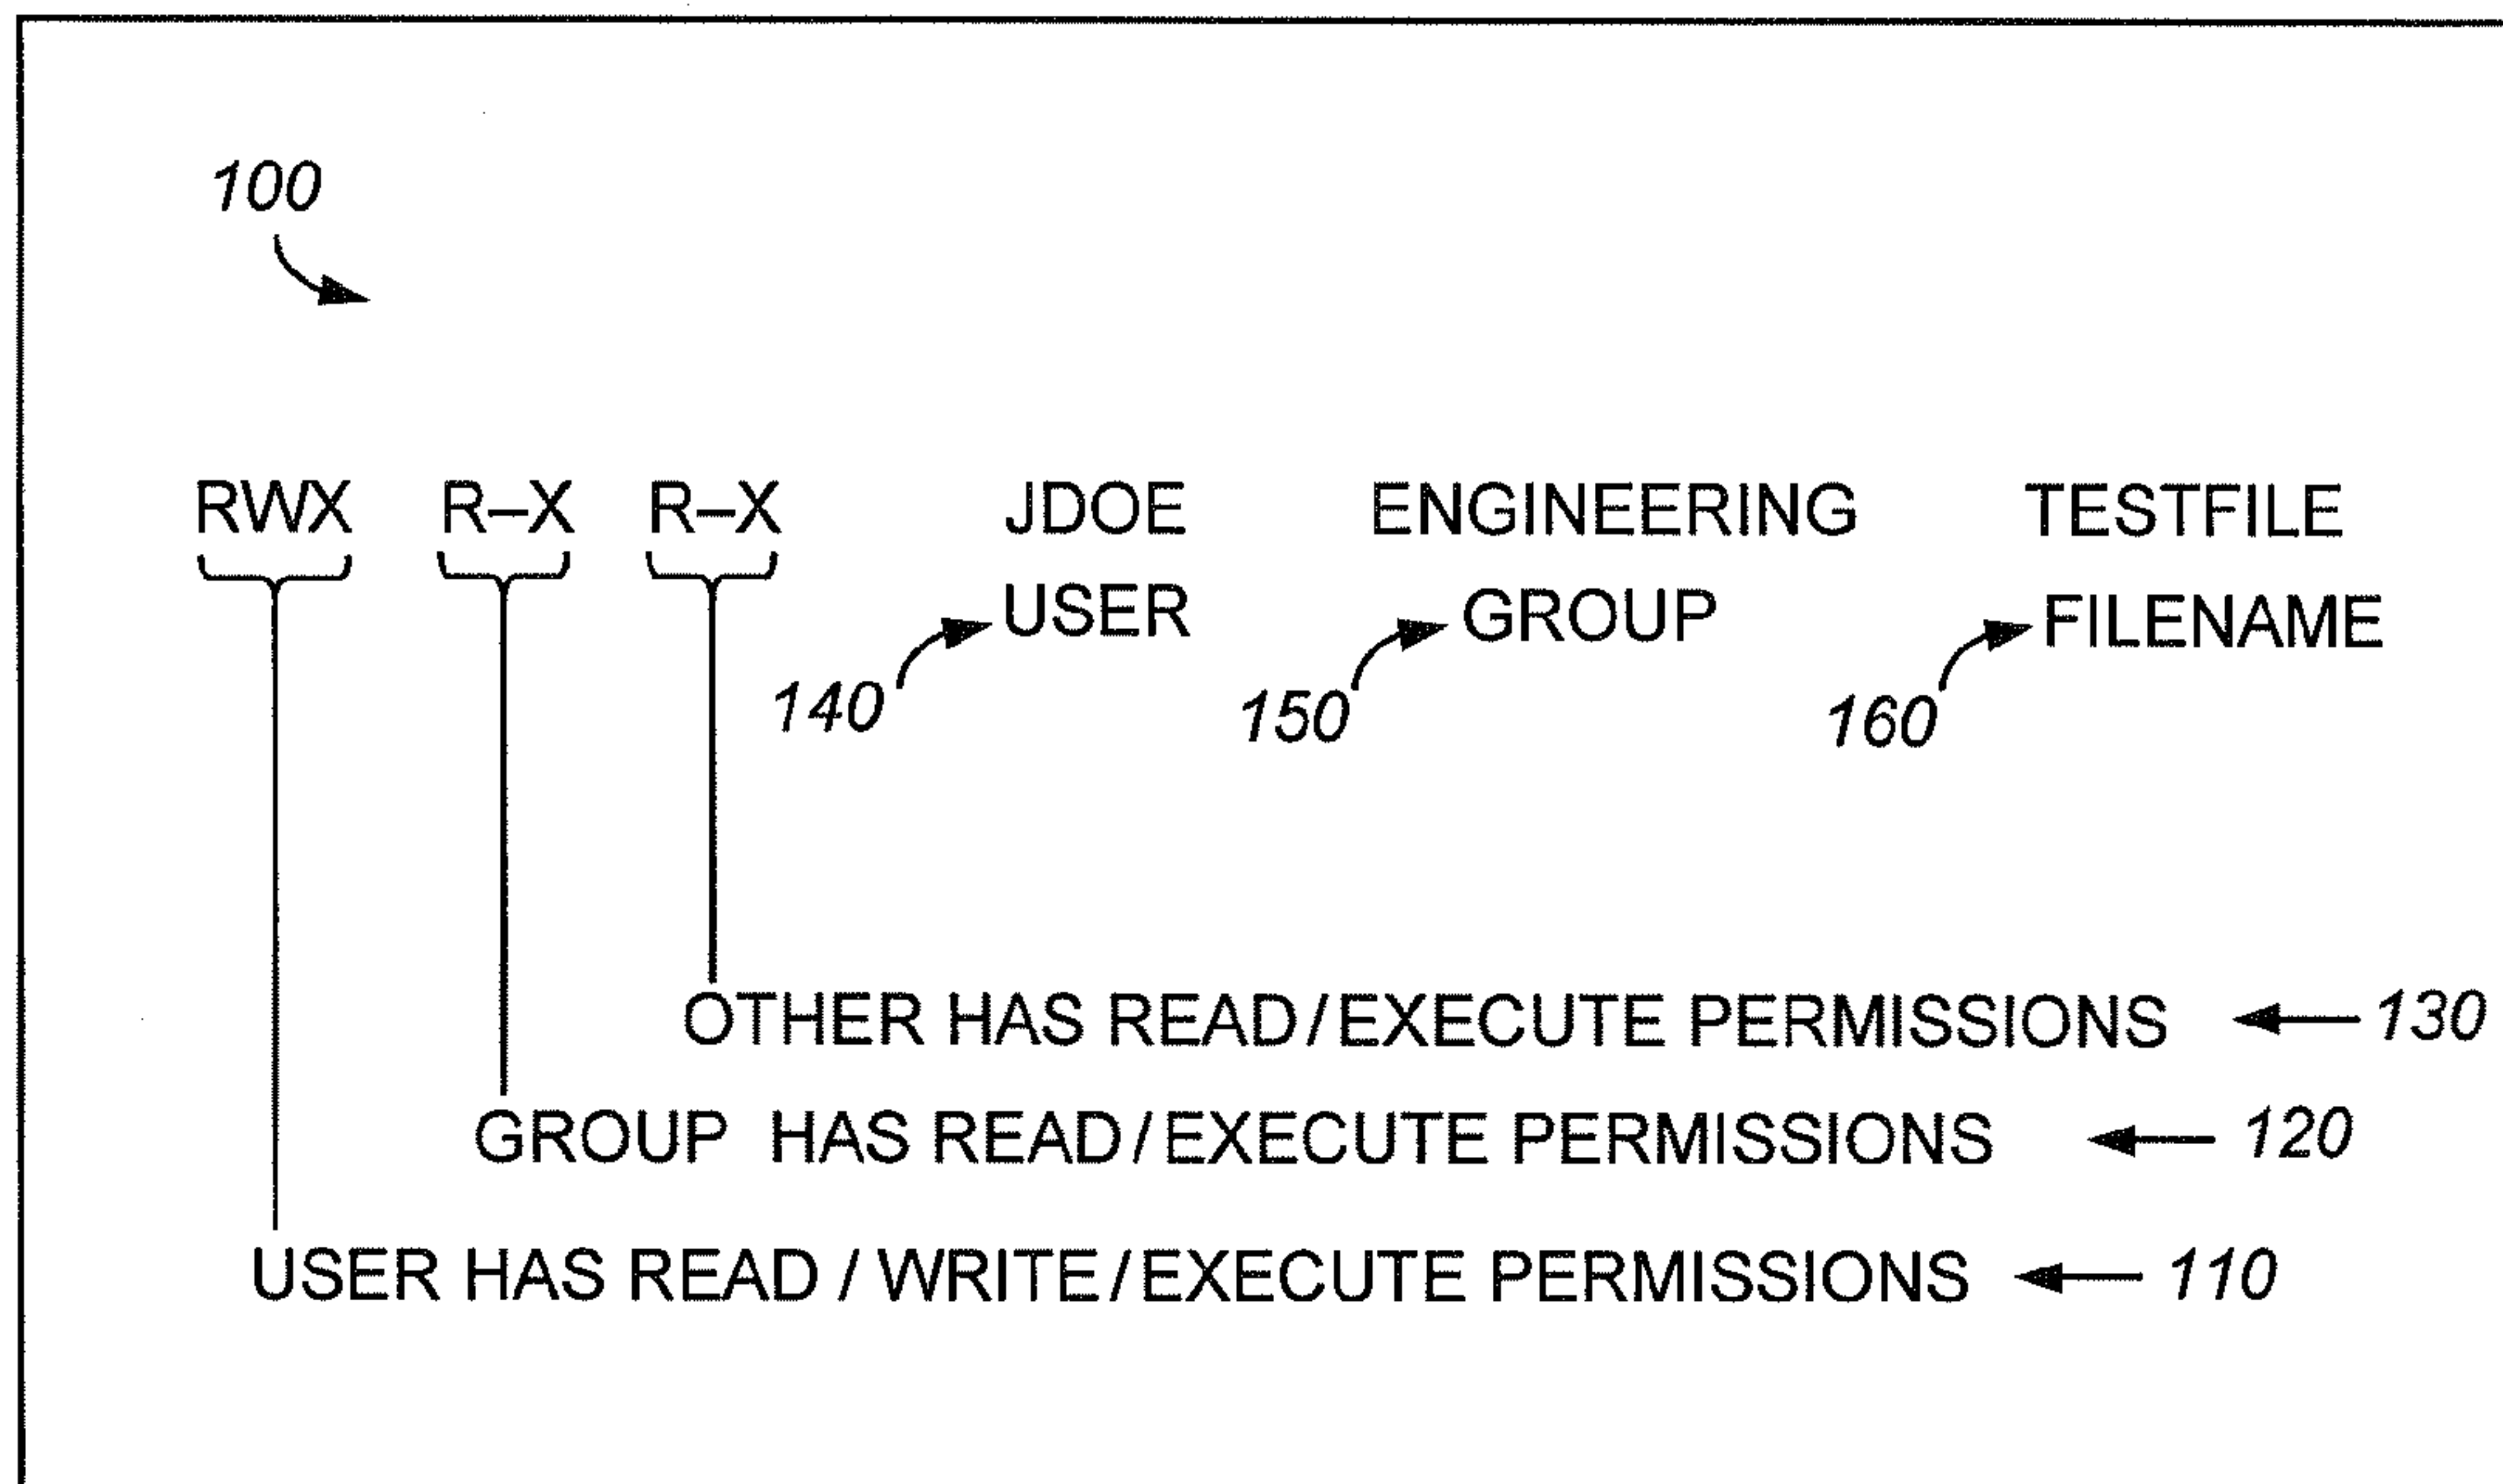 100
RWX R–X R–X JDOE ENGINEERING TESTFILE
USER GROUP FILENAME
140 150 160
OTHER HAS READ/EXECUTE PERMISSIONS 130
GROUP HAS READ/EXECUTE PERMISSIONS 120
USER HAS READ / WRITE/EXECUTE PERMISSIONS 110